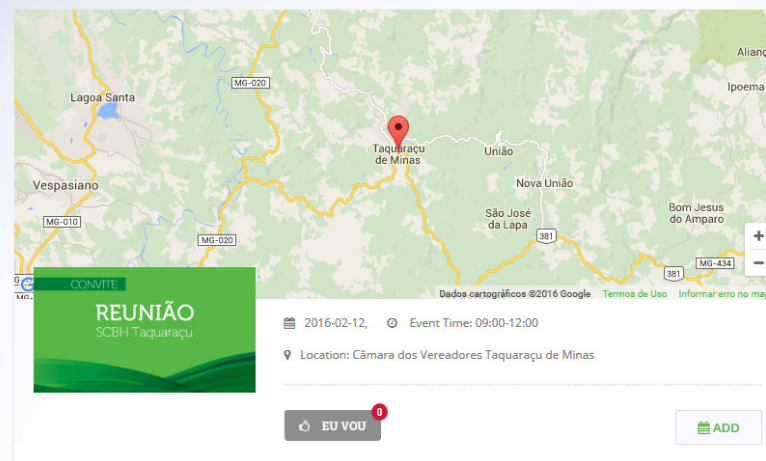 Alianç
MG-020
Ipoema
Lagoa Santa
Taquaraçu
de Minas
União
Nova União
Vespasiano
São José
da Lapa
Bom Jesus
do Amparo
MG-010
MG-020
381
+
MG-434
−
381
G
Dados cartográficos ©2016 Google Termos de Uso Informar erro no map
CONVITE
REUNIÃO
SCBH Taquaraçu
2016-02-12, Event Time: 09:00-12:00
Location: Câmara dos Vereadores Taquaraçu de Minas
0
EU VOU
ADD